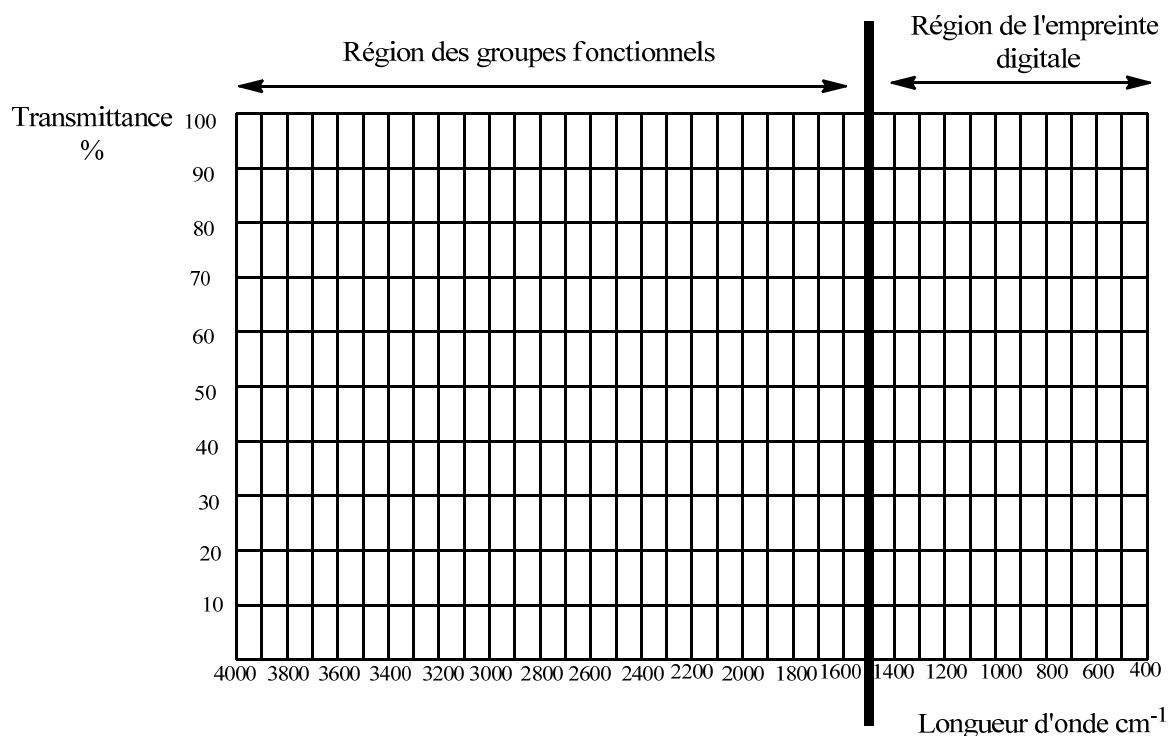 Région des groupes fonctionnels
Région de l'empreinte
digitale
Transmittance
%
100
90
80
70
60
50
40
30
20
10
4000 3800 3600 3400 3200 3000 2800 2600 2400 2200 2000 1800 1600 1400 1200 1000 800 600 400
Longueur d'onde cm-1